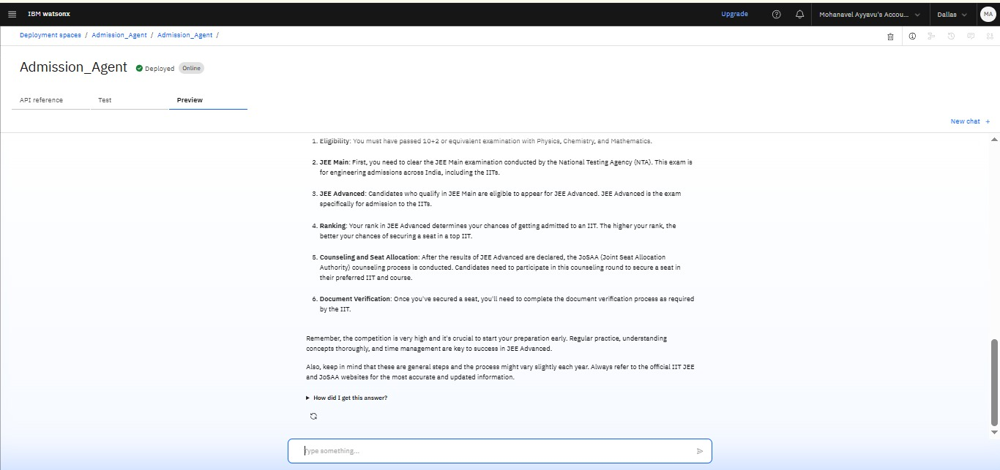 IBM watsonx
Upgrade
Mohanavel Ayyavu's Accou...
Dallas
MA
Deployment spaces / Admission_Agent / Admission_Agent /
Admission_Agent
Deployed
Online
API reference
Test
Preview
New chat +
1. Eligibility: You must have passed 10+2 or equivalent examination with Physics, Chemistry, and Mathematics.
2. JEE Main: First, you need to clear the JEE Main examination conducted by the National Testing Agency (NTA). This exam is
for engineering admissions across India, including the IITs.
3. JEE Advanced: Candidates who qualify in JEE Main are eligible to appear for JEE Advanced. JEE Advanced is the exam
specifically for admission to the IITs.
4. Ranking: Your rank in JEE Advanced determines your chances of getting admitted to an IIT. The higher your rank, the
better your chances of securing a seat in a top IIT.
5. Counseling and Seat Allocation: After the results of JEE Advanced are declared, the JoSAA (Joint Seat Allocation
Authority) counseling process is conducted. Candidates need to participate in this counseling round to secure a seat in
their preferred IIT and course.
6. Document Verification: Once you've secured a seat, you'll need to complete the document verification process as required
by the IIT.
Remember, the competition is very high and it's crucial to start your preparation early. Regular practice, understanding
concepts thoroughly, and time management are key to success in JEE Advanced.
Also, keep in mind that these are general steps and the process might vary slightly each year. Always refer to the official IIT JEE
and JoSAA websites for the most accurate and updated information.
How did I get this answer?
Type something...